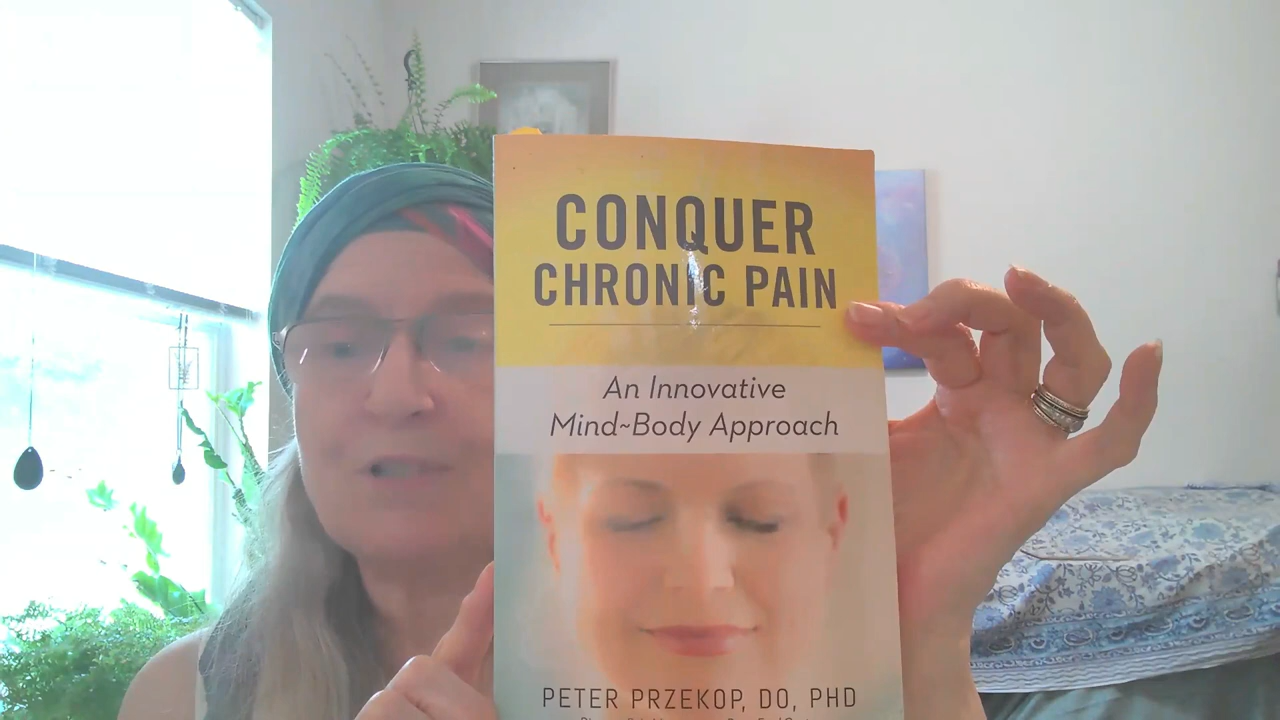 CONQUER
CHRONIC PAIN
An Innovative
Mind~Body Approach
PETER PRZEKOP, DO, PHD